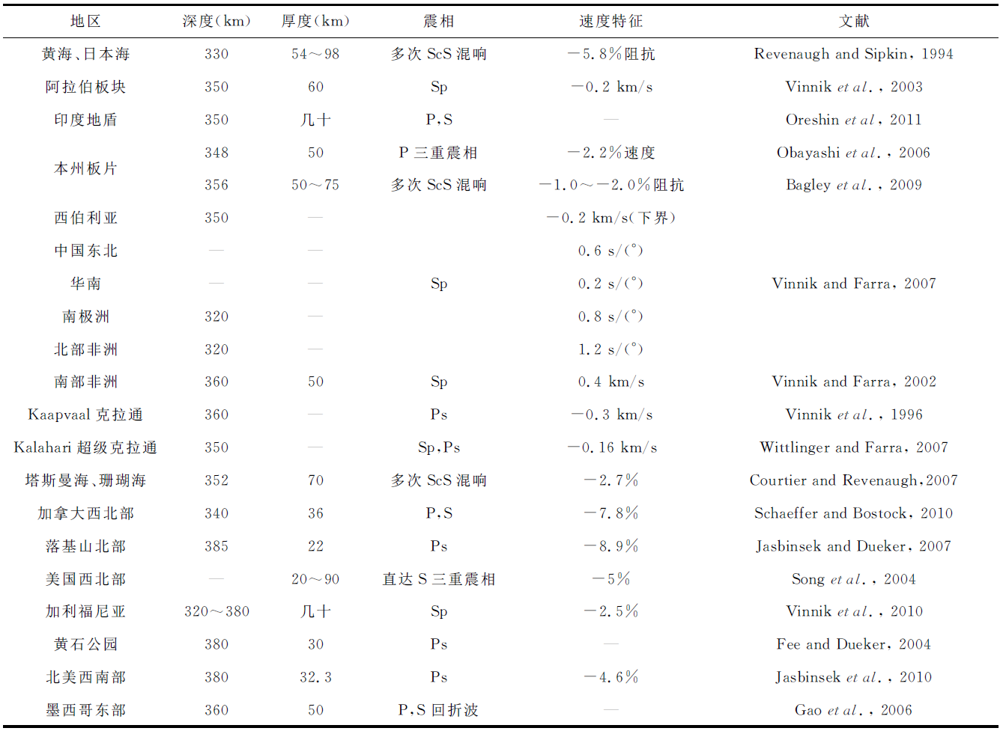 地区 深度(km) 厚度(km) 震相 速度特征 文献
黄海、日本海 330 54～98 多次 ScS 混响 －5.8%阻抗 Revenaugh and Sipkin, 1994
阿拉伯板块 350 60 Sp －0.2 km/s Vinnik et al., 2003
印度地盾 350 几十 P,S — Oreshin et al, 2011
本州板片 348 50 P 三重震相 －2.2%速度 Obayashi et al., 2006
356 50～75 多次 ScS 混响 －1.0～－2.0%阻抗 Bagley et al., 2009
西伯利亚 350 — －0.2 km/s(下界)
中国东北 — — 0.6 s/(°)
华南 — — Sp 0.2 s/(°) Vinnik and Farra, 2007
南极洲 320 — 0.8 s/(°)
北部非洲 320 — 1.2 s/(°)
南部非洲 360 50 Sp 0.4 km/s Vinnik and Farra, 2002
Kaapvaal 克拉通 360 — Ps －0.3 km/s Vinnik et al., 1996
Kalahari 超级克拉通 350 — Sp,Ps －0.16 km/s Wittlinger and Farra, 2007
塔斯曼海、珊瑚海 352 70 多次 ScS 混响 －2.7% Courtier and Revenaugh,2007
加拿大西北部 340 36 P,S －7.8% Schaeffer and Bostock, 2010
落基山北部 385 22 Ps －8.9% Jasbinsek and Dueker, 2007
美国西北部 — 20～90 直达 S 三重震相 －5% Song et al., 2004
加利福尼亚 320～380 几十 Sp －2.5% Vinnik et al., 2010
黄石公园 380 30 Ps — Fee and Dueker, 2004
北美西南部 380 32.3 Ps －4.6% Jasbinsek et al., 2010
墨西哥东部 360 50 P,S 回折波 — Gao et al., 2006